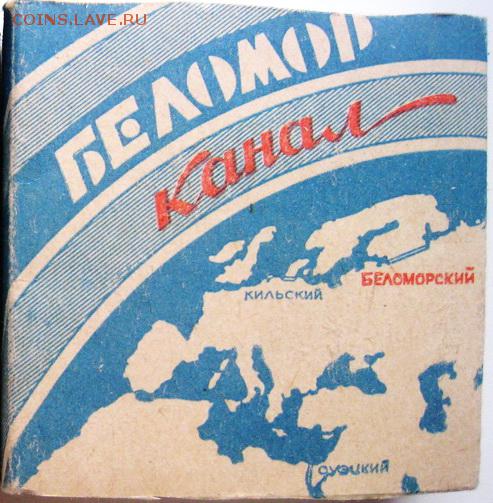 COINS.LAVE.RU
БЕЛОМОР
Канал
КИЛЬСКИЙ
БЕЛОМОРСКИЙ
СУЭЦКИЙ